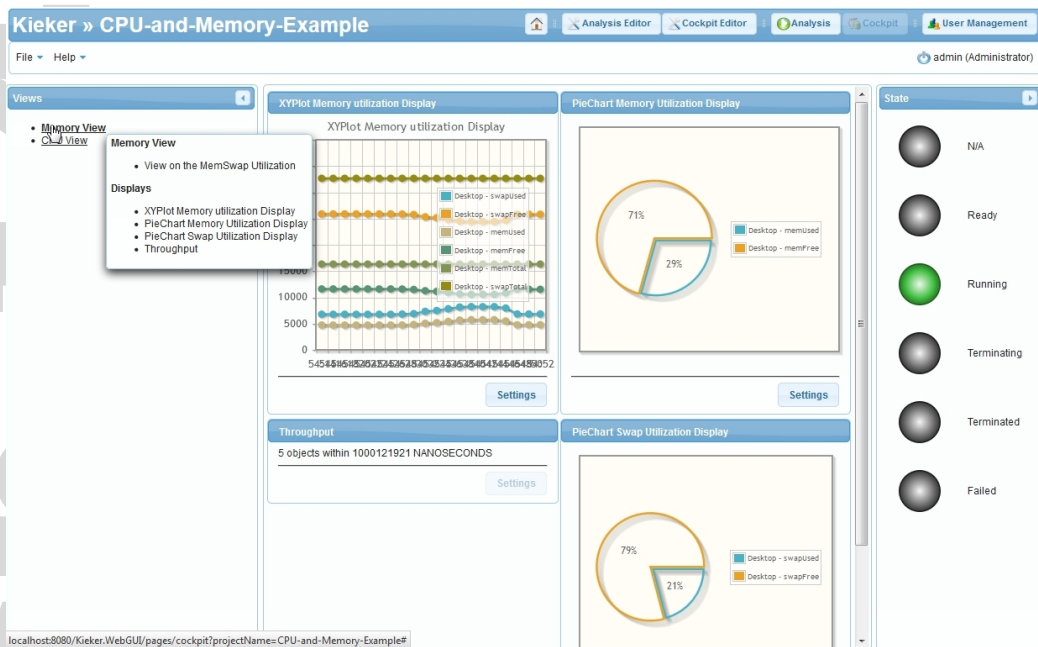 Kieker » CPU-and-Memory-Example
Analysis Editor
Cockpit Editor
Analysis
Cockpit
User Management
File
Help
admin (Administrator)
Views
Memory View
CPU View
Memory View
View on the MemSwap Utilization
Displays
XYPlot Memory utilization Display
PieChart Memory Utilization Display
PieChart Swap Utilization Display
Throughput
XYPlot Memory utilization Display
XYPlot Memory utilization Display
Desktop - swapUsed
Desktop - swapFree
Desktop - memUsed
Desktop - memFree
Desktop - memTotal
Desktop - swapTotal
15000
10000
5000
0
Settings
PieChart Memory Utilization Display
71%
29%
Desktop - memUsed
Desktop - memFree
Settings
Throughput
5 objects within 1000121921 NANOSECONDS
Settings
PieChart Swap Utilization Display
79%
21%
Desktop - swapUsed
Desktop - swapFree
State
N/A
Ready
Running
Terminating
Terminated
Failed
localhost:8080/Kieker.WebGUI/pages/cockpit?projectName=CPU-and-Memory-Example#